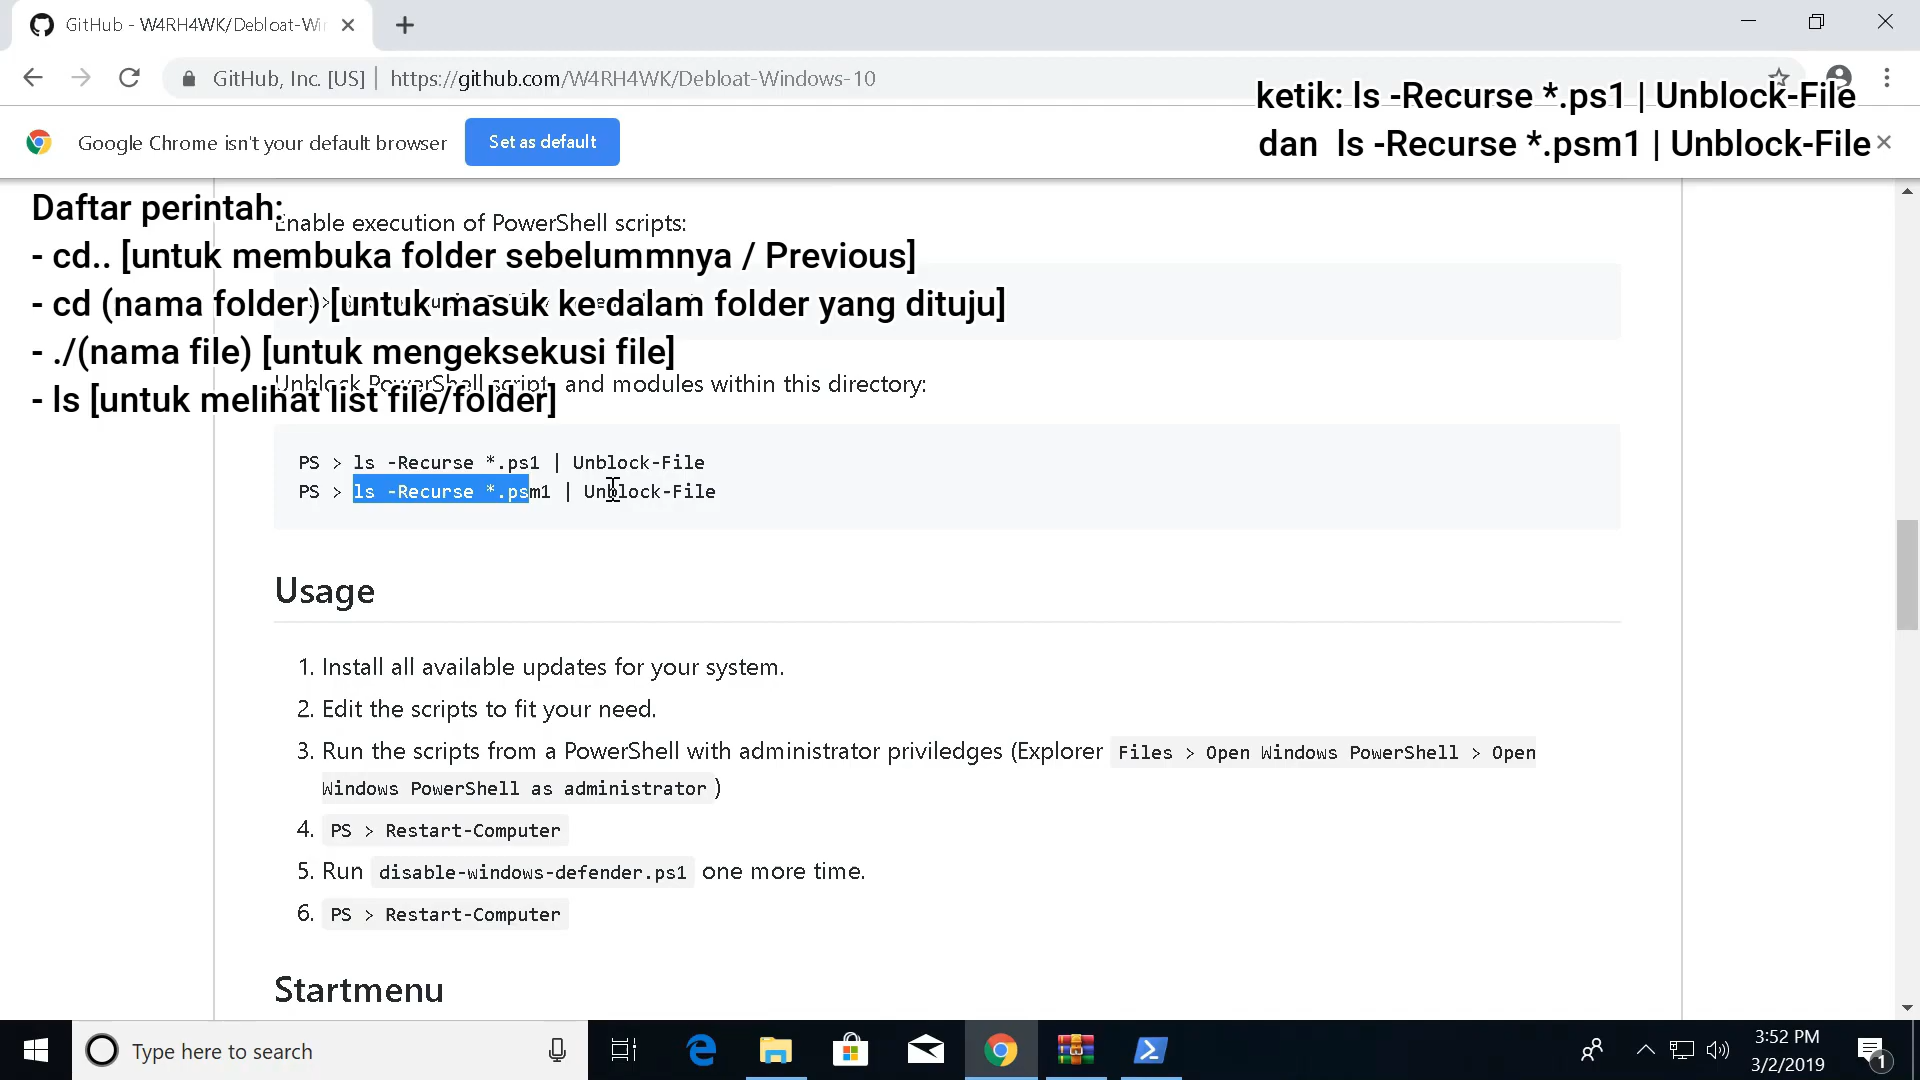 GitHub - W4RH4WK/Debloat-Wi
GitHub, Inc. [US] | https://github.com/W4RH4WK/Debloat-Windows-10
ketik: ls -Recurse *.ps1 | Unblock-File
dan ls -Recurse *.psm1 | Unblock-File
Google Chrome isn't your default browser
Set as default
Daftar perintah:
Enable execution of PowerShell scripts:
- cd.. [untuk membuka folder sebelummnya / Previous]
- cd (nama folder) [untuk masuk ke dalam folder yang dituju]
- ./(nama file) [untuk mengeksekusi file]
Unblock PowerShell scripts and modules within this directory:
- ls [untuk melihat list file/folder]
PS > ls -Recurse *.ps1 | Unblock-File
PS > ls -Recurse *.psm1 | Unblock-File
Usage
1. Install all available updates for your system.
2. Edit the scripts to fit your need.
3. Run the scripts from a PowerShell with administrator priviledges (Explorer Files > Open Windows PowerShell > Open
Windows PowerShell as administrator )
4. PS > Restart-Computer
5. Run disable-windows-defender.ps1 one more time.
6. PS > Restart-Computer
Startmenu
Type here to search
3:52 PM
3/2/2019
1